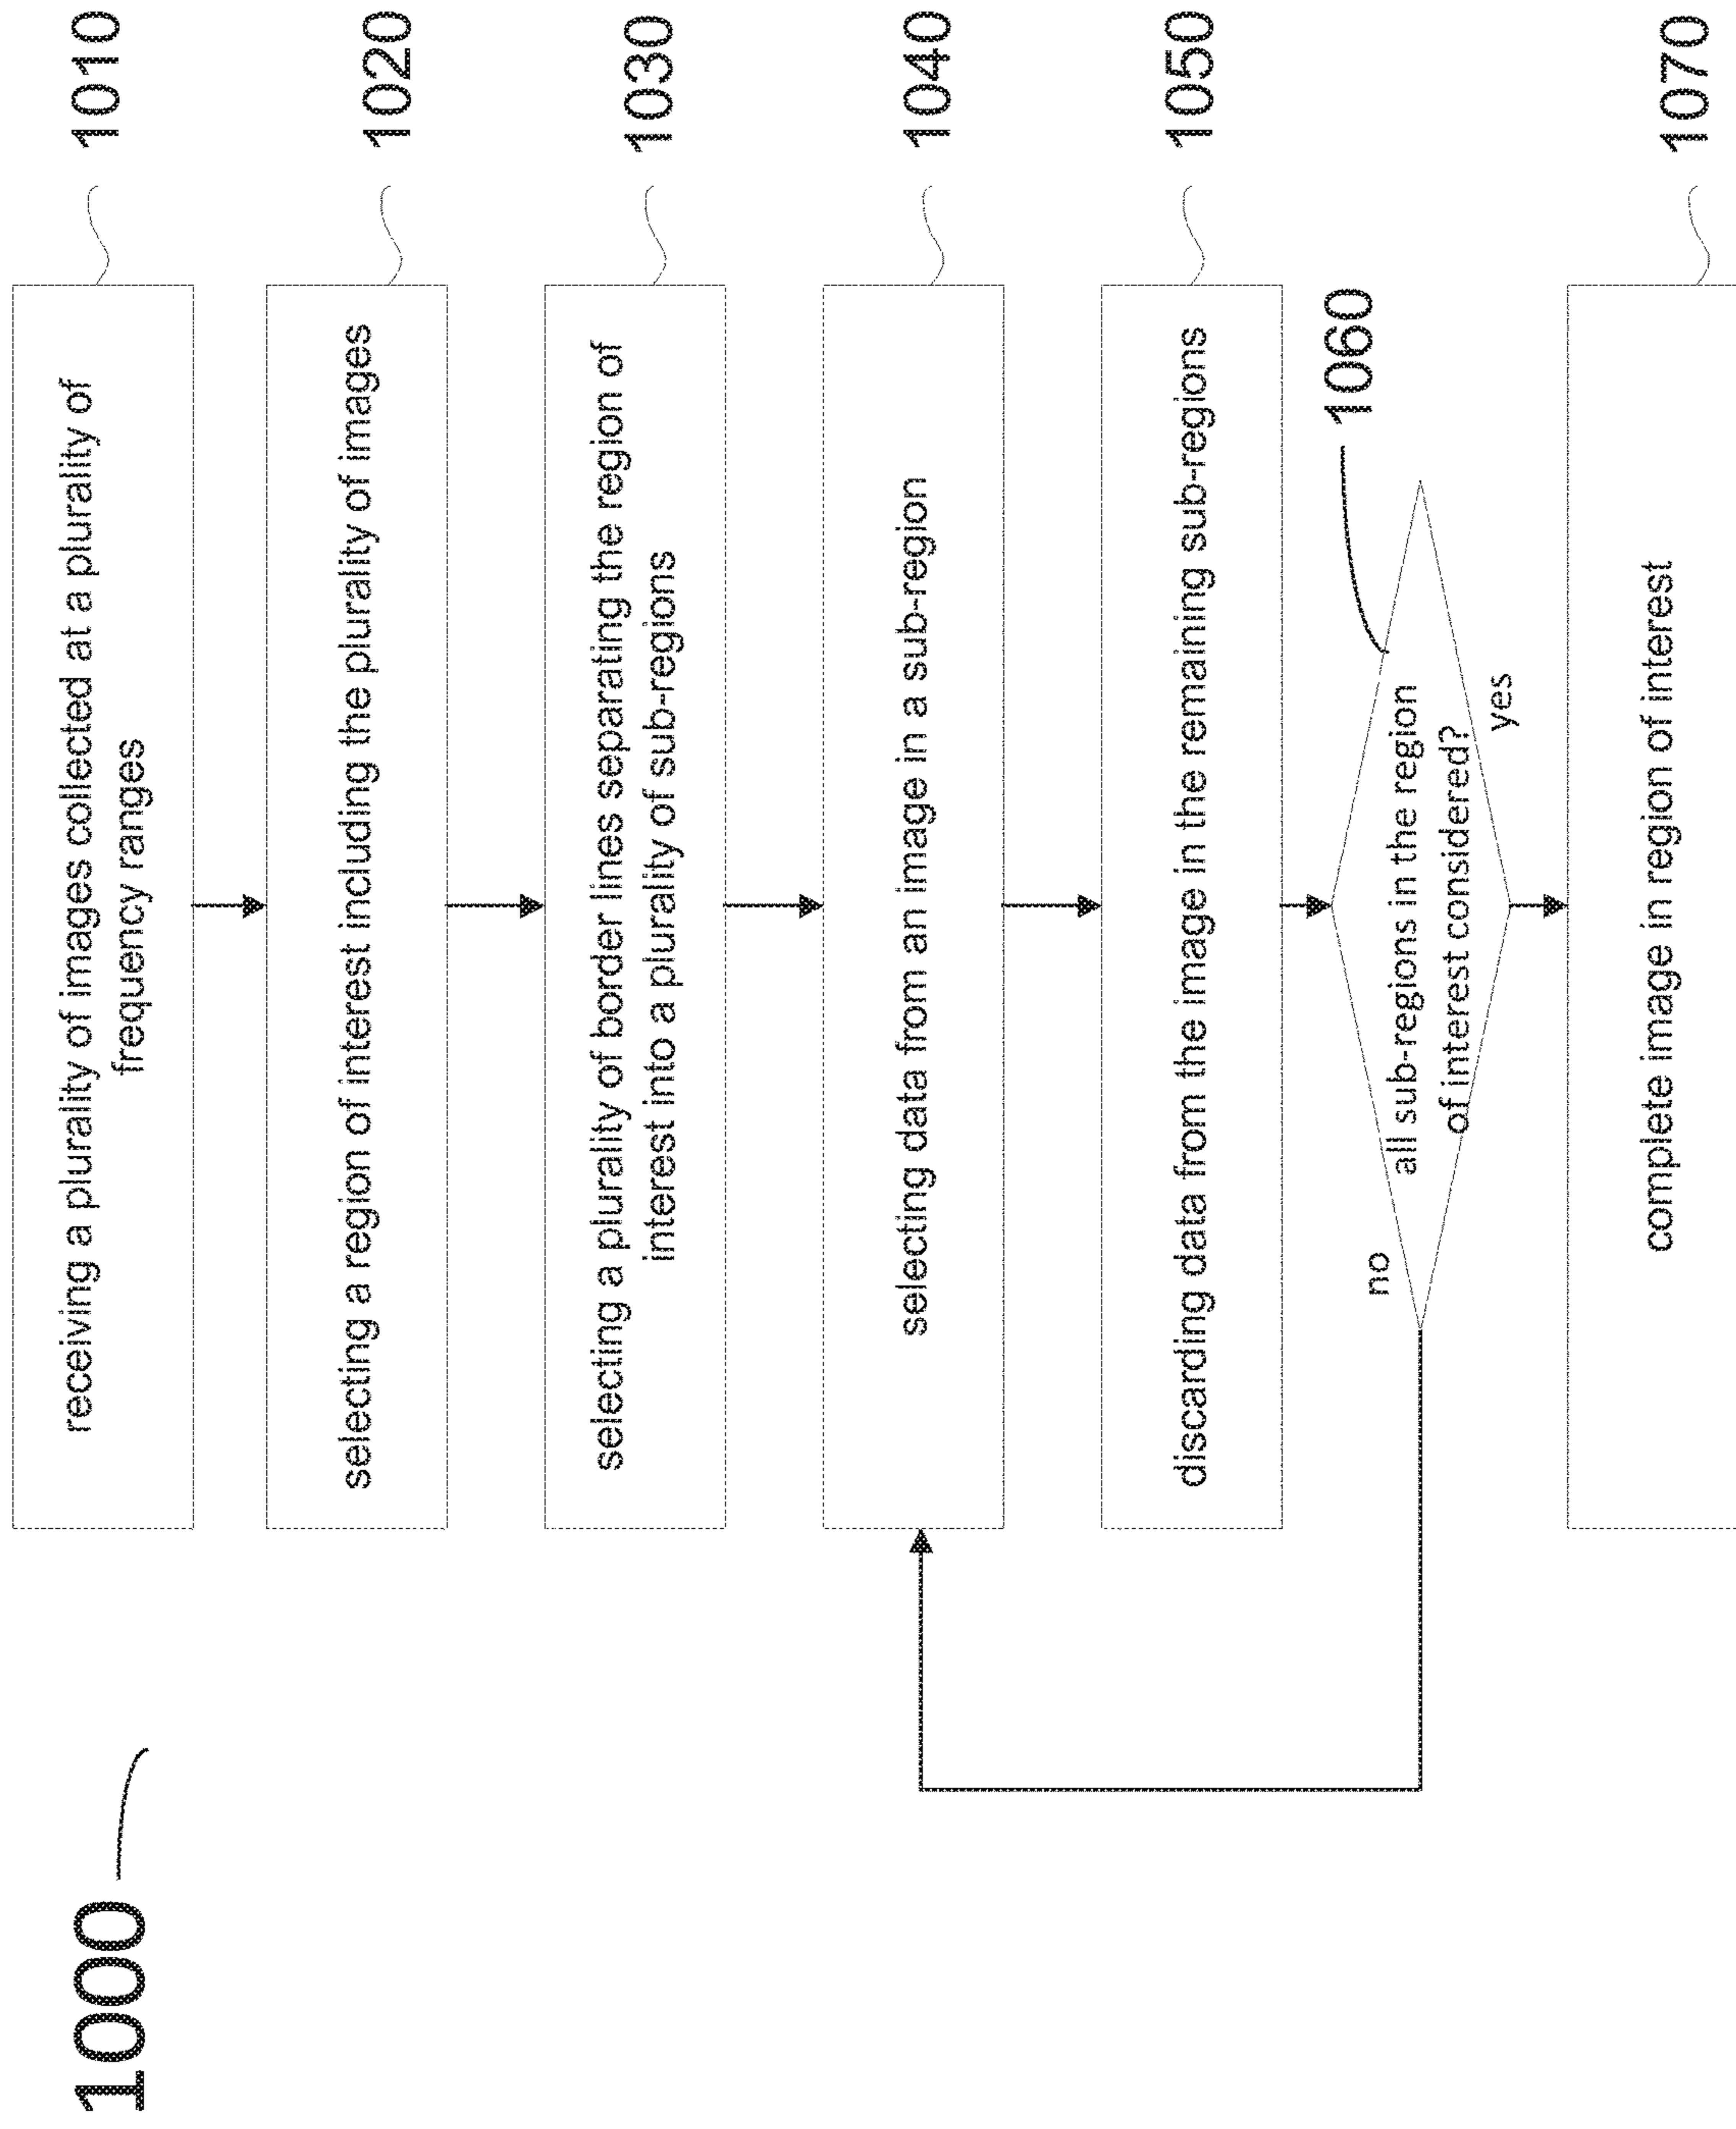 1000
receiving a plurality of images collected at a plurality of
frequency ranges
1010
selecting a region of interest including the plurality of images
1020
selecting a plurality of border lines separating the region of
interest into a plurality of sub-regions
1030
selecting data from an image in a sub-region
1040
discarding data from the image in the remaining sub-regions
1050
no
all sub-regions in the region
of interest considered?
1060
yes
complete image in region of interest
1070